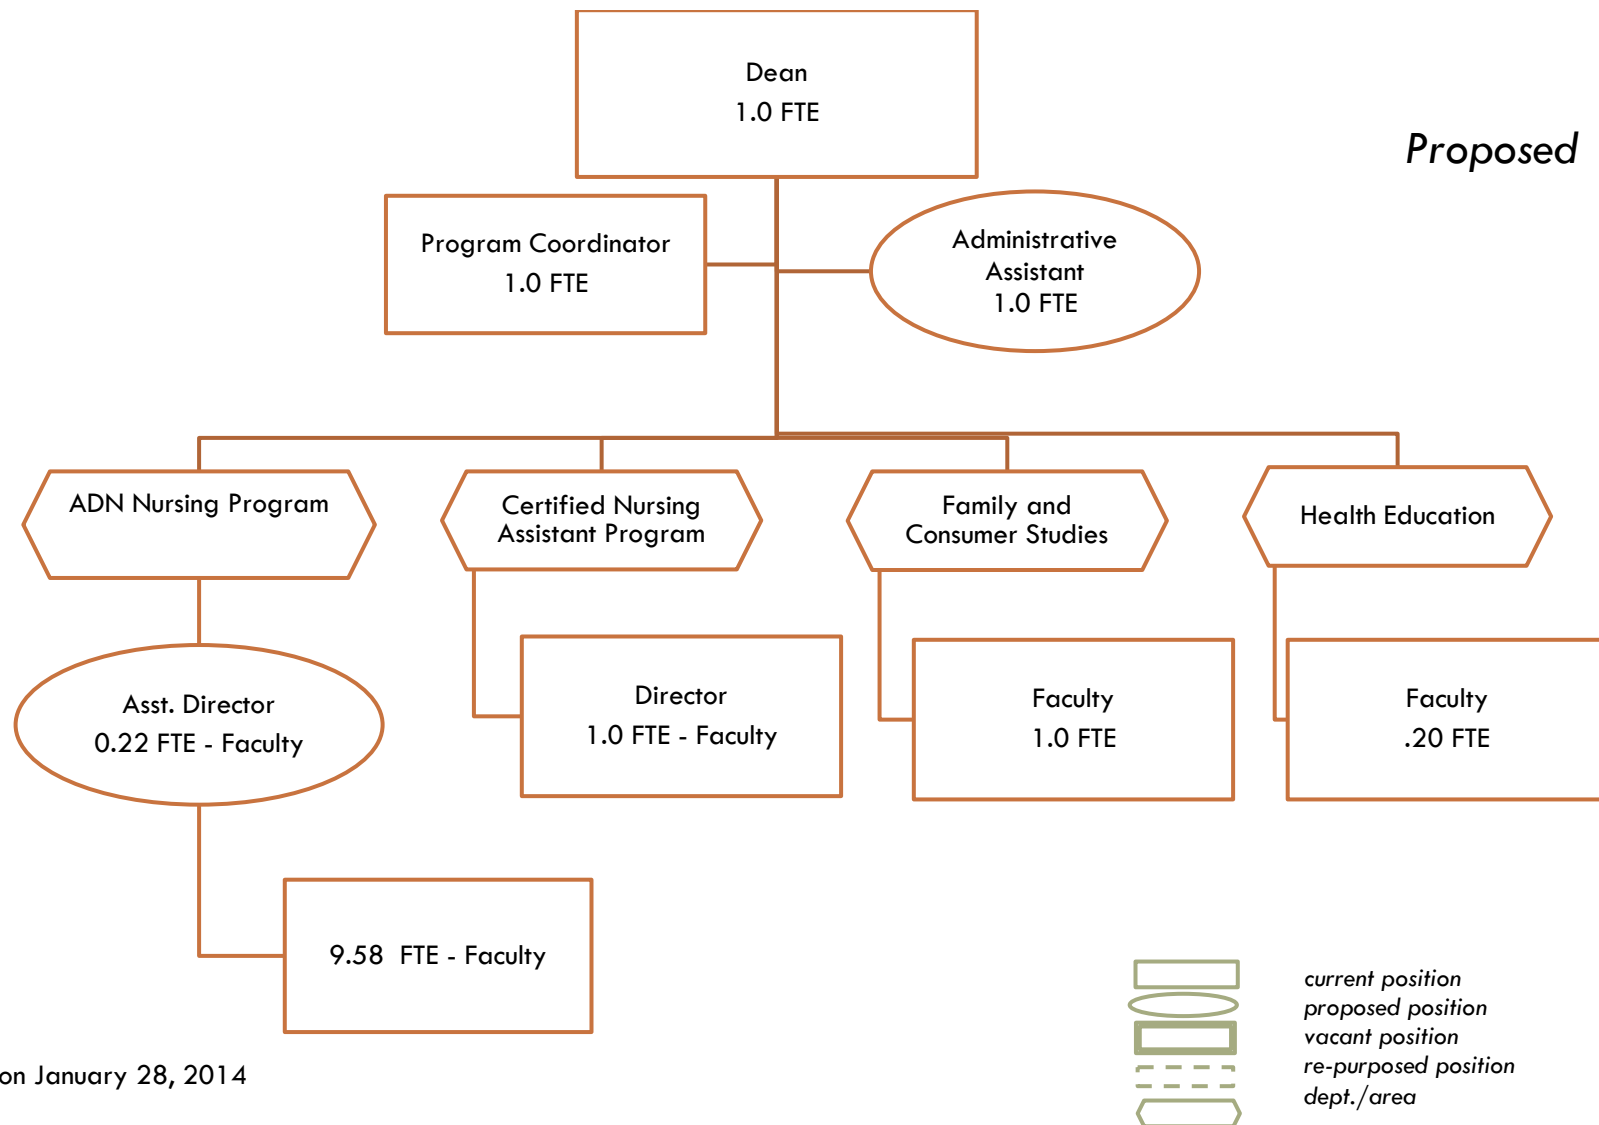 Dean
1.0 FTE
Proposed
Program Coordinator
1.0 FTE
Administrative
Assistant
1.0 FTE
ADN Nursing Program
Certified Nursing
Assistant Program
Family and
Consumer Studies
Health Education
Asst. Director
0.22 FTE - Faculty
Director
1.0 FTE - Faculty
Faculty
1.0 FTE
Faculty
.20 FTE
9.58 FTE - Faculty
current position
proposed position
vacant position
re-purposed position
dept./area
on January 28, 2014